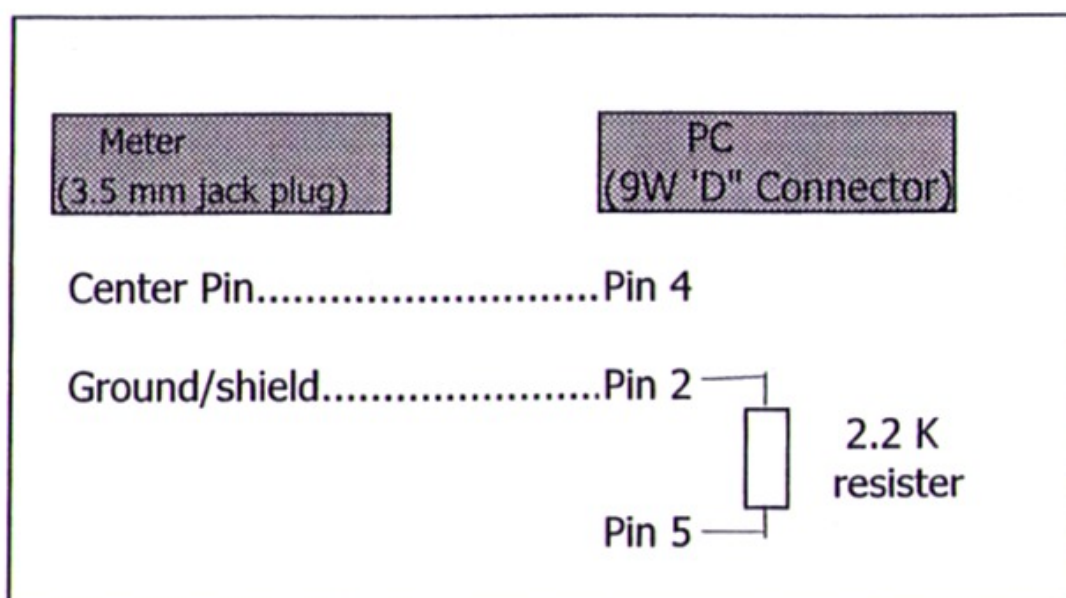 Meter
(3.5 mm jack plug)
PC
(9W 'D" Connector)
Center Pin............................Pin 4
Ground/shield.......................Pin 2
2.2 K
resister
Pin 5